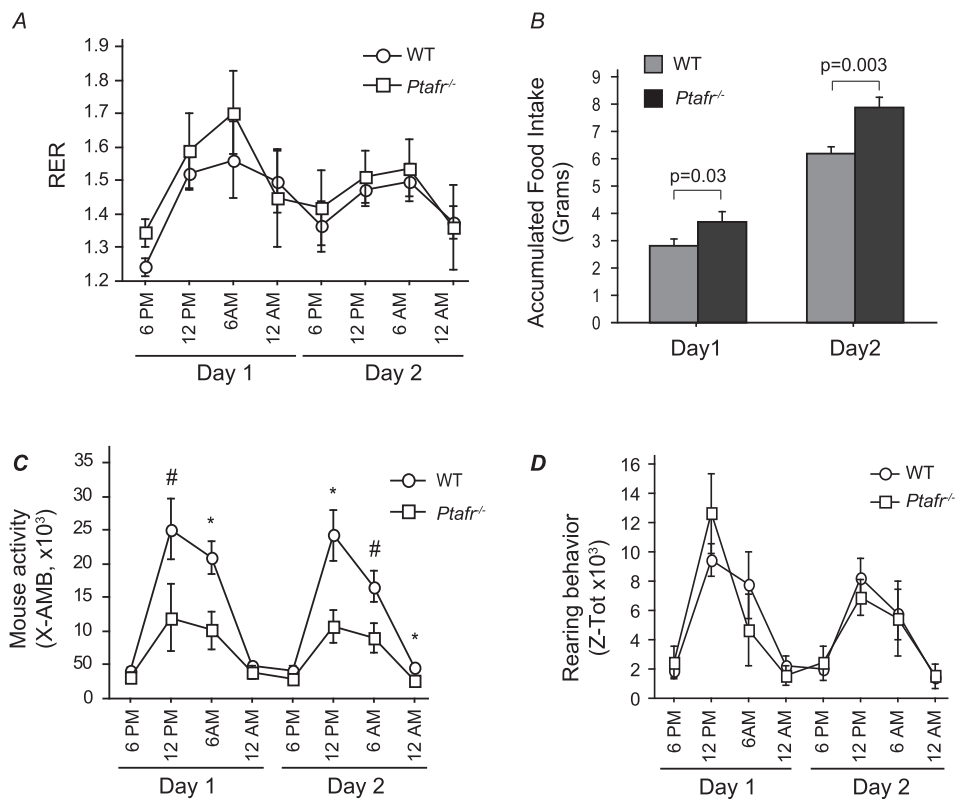 A
1.9
1.8
1.7
1.6
1.5
1.4
1.3
1.2
RER
WT
Ptafr-/-
6 PM
12 PM
6AM
12 AM
6 PM
12 PM
6 AM
12 AM
Day 1
Day 2
B
9
8
7
6
5
4
3
2
1
0
Accumulated Food Intake
(Grams)
WT
Ptafr-/-
p=0.03
p=0.003
Day1
Day2
C
35
30
25
20
15
10
50
0
Mouse activity
(X-AMB, x10³)
WT
Ptafr-/-
#
*
*
#
*
6 PM
12 PM
6AM
12 AM
6 PM
12 PM
6 AM
12 AM
Day 1
Day 2
D
16
14
12
10
8
6
4
2
0
Rearing behavior
(Z-Tot x10³)
WT
Ptafr-/-
6 PM
12 PM
6AM
12 AM
6 PM
12 PM
6 AM
12 AM
Day 1
Day 2